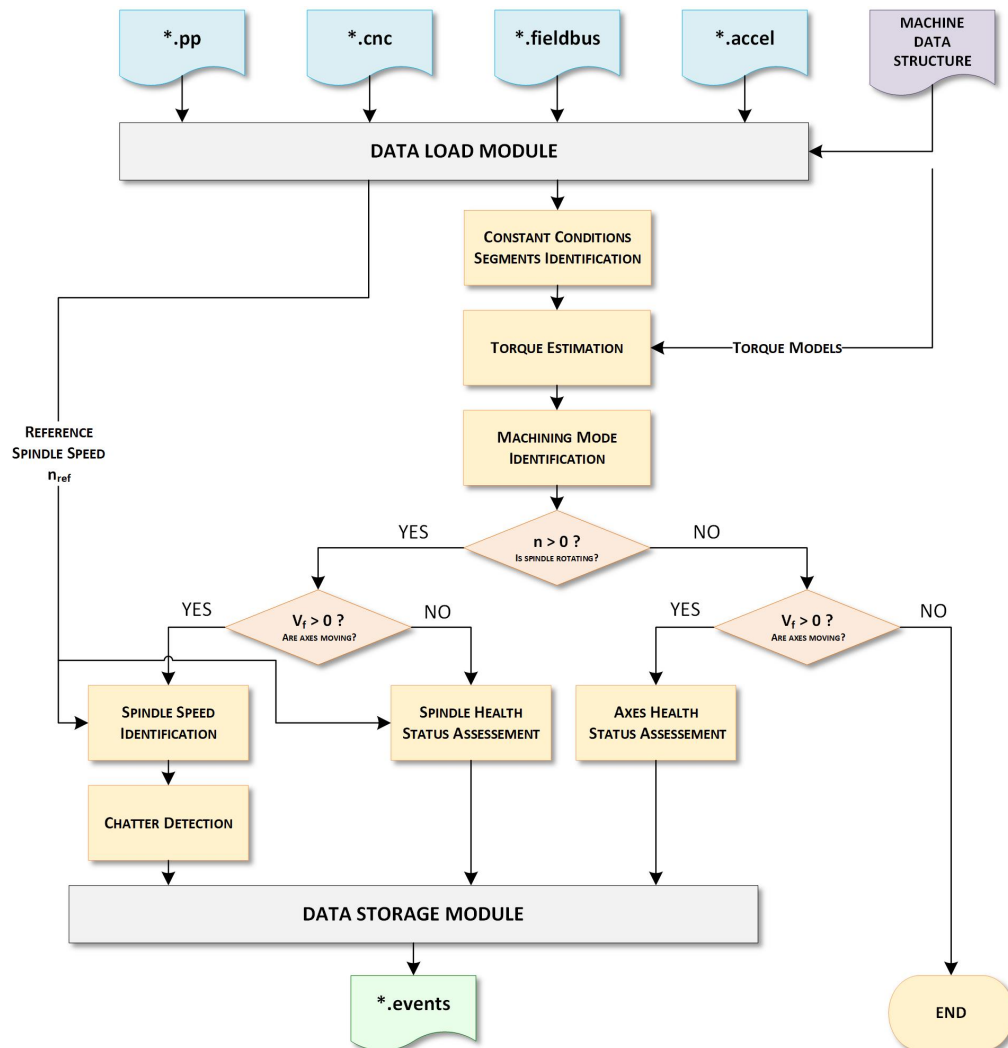 *.pp
*.cnc
*.fieldbus
*.accel
MACHINE
DATA
STRUCTURE
DATA LOAD MODULE
CONSTANT CONDITIONS
SEGMENTS IDENTIFICATION
TORQUE ESTIMATION
TORQUE MODELS
MACHINING MODE
IDENTIFICATION
REFERENCE
SPINDLE SPEED
n_ref
YES
n > 0 ?
IS SPINDLE ROTATING?
NO
YES
V_f > 0 ?
ARE AXES MOVING?
NO
YES
V_f > 0 ?
ARE AXES MOVING?
NO
SPINDLE SPEED
IDENTIFICATION
SPINDLE HEALTH
STATUS ASSESSEMENT
AXES HEALTH
STATUS ASSESSEMENT
CHATTER DETECTION
DATA STORAGE MODULE
*.events
END